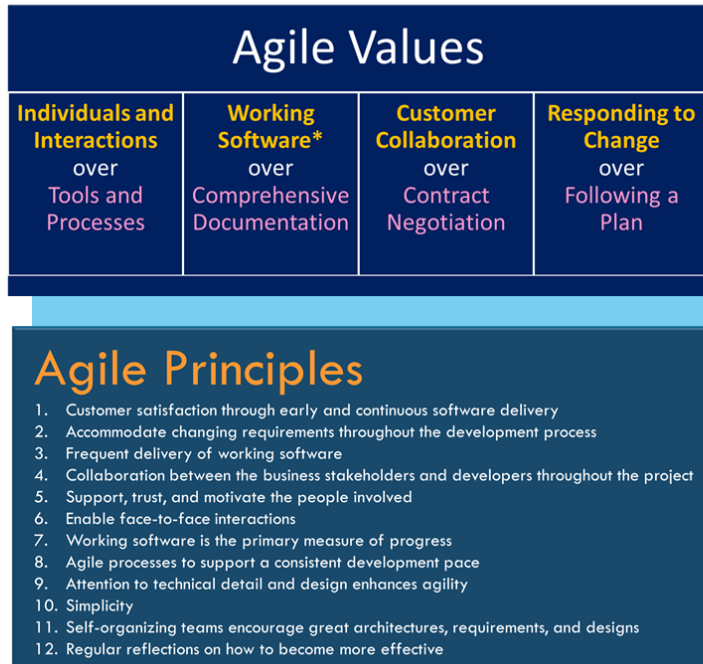 Agile Values
Individuals and
Interactions
over
Tools and
Processes
Working
Software*
over
Comprehensive
Documentation
Customer
Collaboration
over
Contract
Negotiation
Responding to
Change
over
Following a
Plan
Agile Principles
1. Customer satisfaction through early and continuous software delivery
2. Accommodate changing requirements throughout the development process
3. Frequent delivery of working software
4. Collaboration between the business stakeholders and developers throughout the project
5. Support, trust, and motivate the people involved
6. Enable face-to-face interactions
7. Working software is the primary measure of progress
8. Agile processes to support a consistent development pace
9. Attention to technical detail and design enhances agility
10. Simplicity
11. Self-organizing teams encourage great architectures, requirements, and designs
12. Regular reflections on how to become more effective